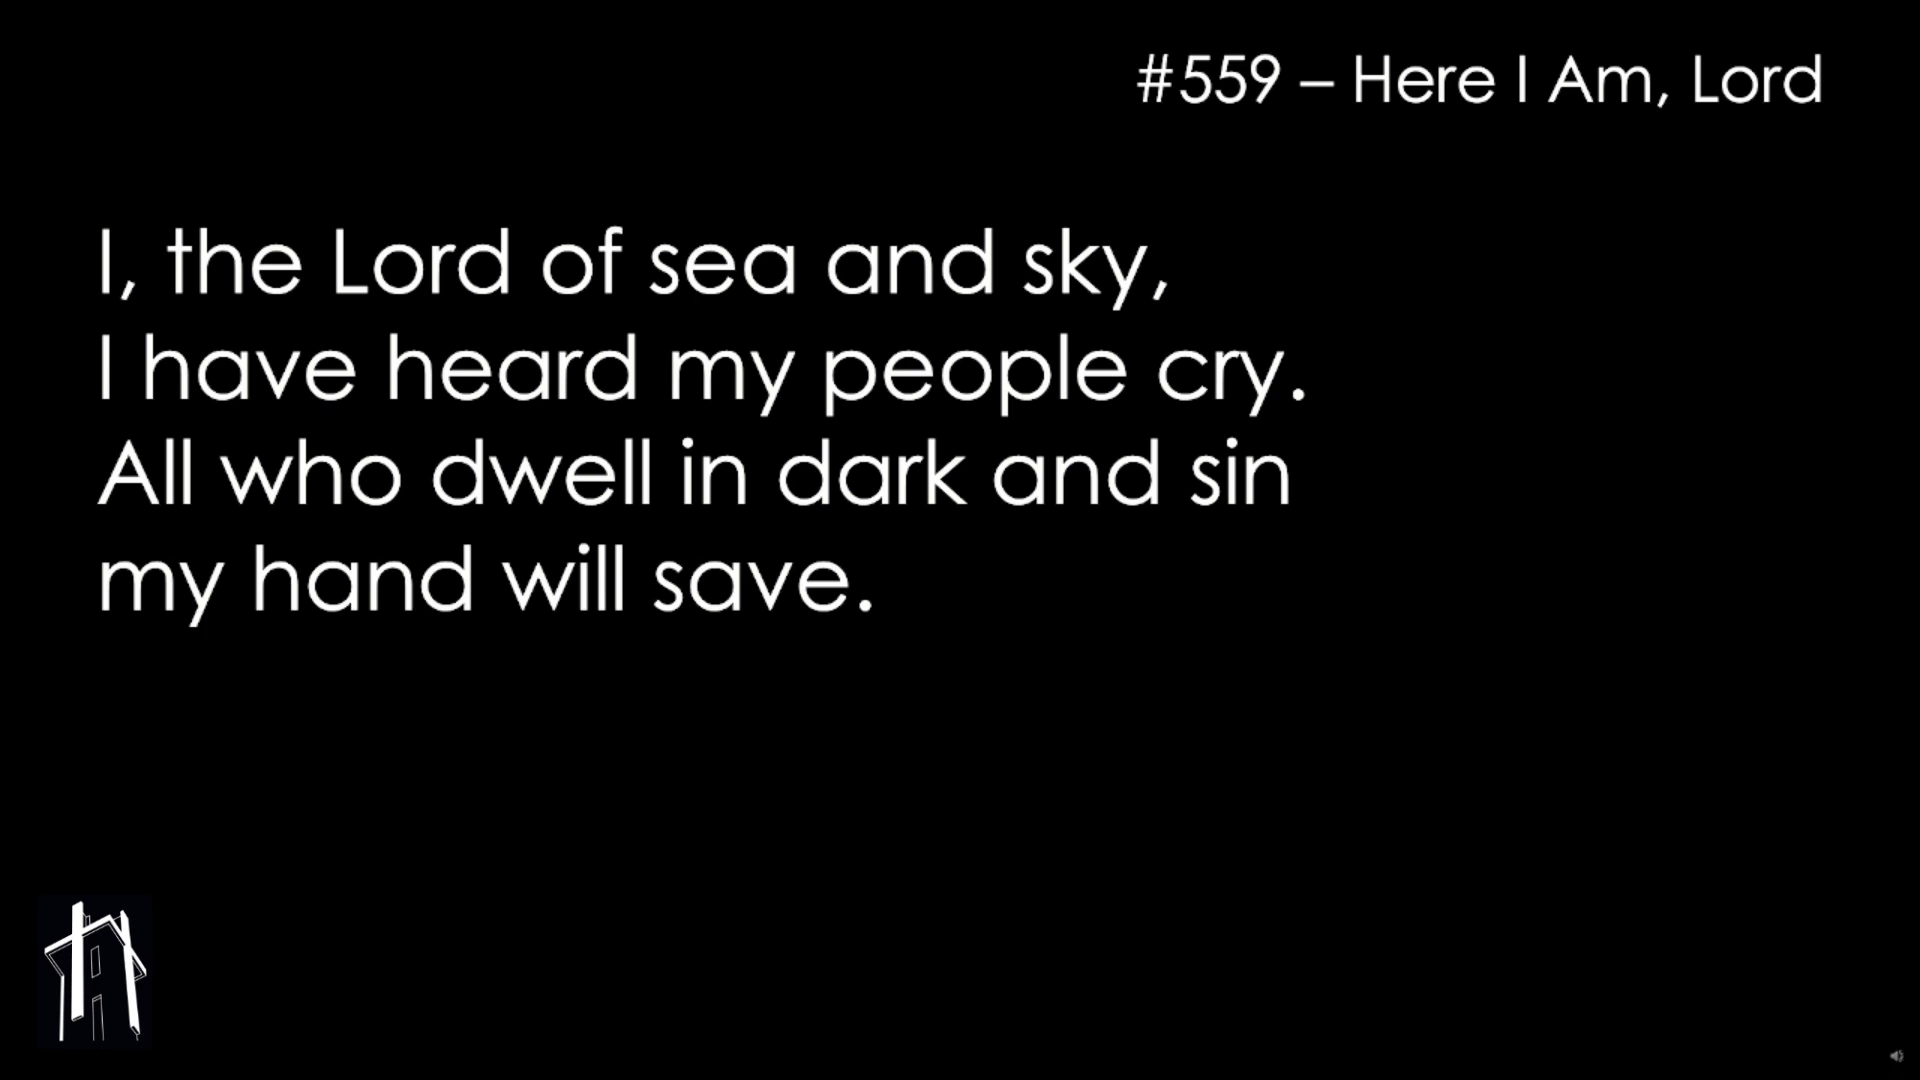 #559 – Here I Am, Lord
I, the Lord of sea and sky,
I have heard my people cry.
All who dwell in dark and sin
my hand will save.